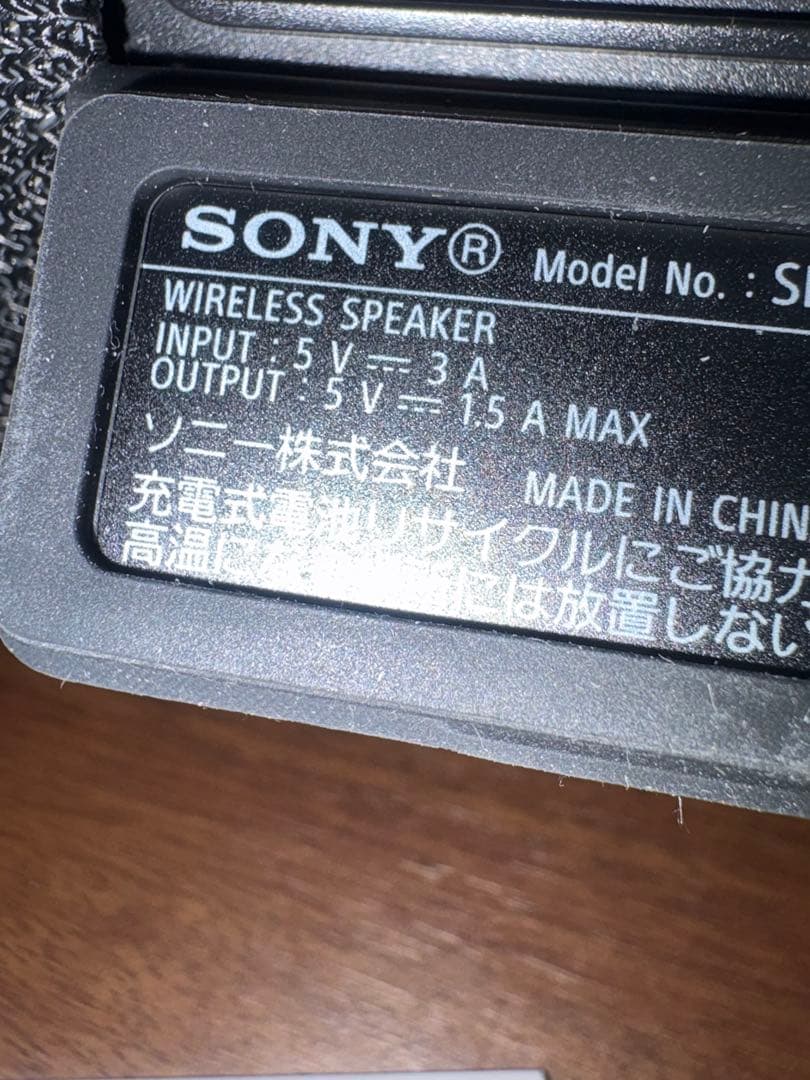 SONY® Model No. : S
WIRELESS SPEAKER
INPUT : 5 V ⎓ 3 A
OUTPUT : 5 V ⎓ 1.5 A MAX
ソニー株式会社 MADE IN CHIN
充電式電池リサイクルにご協力
高温に には放置しない